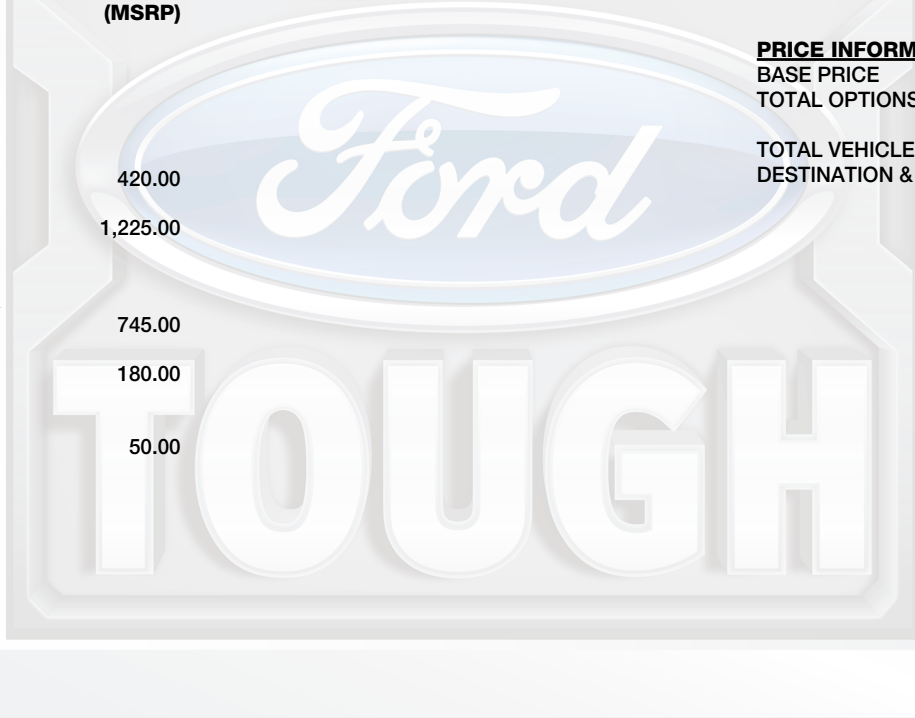 (MSRP)
420.00
1,225.00
745.00
180.00
50.00
PRICE INFORM
BASE PRICE
TOTAL OPTIONS
TOTAL VEHICLE
DESTINATION &
Ford
TOUGH